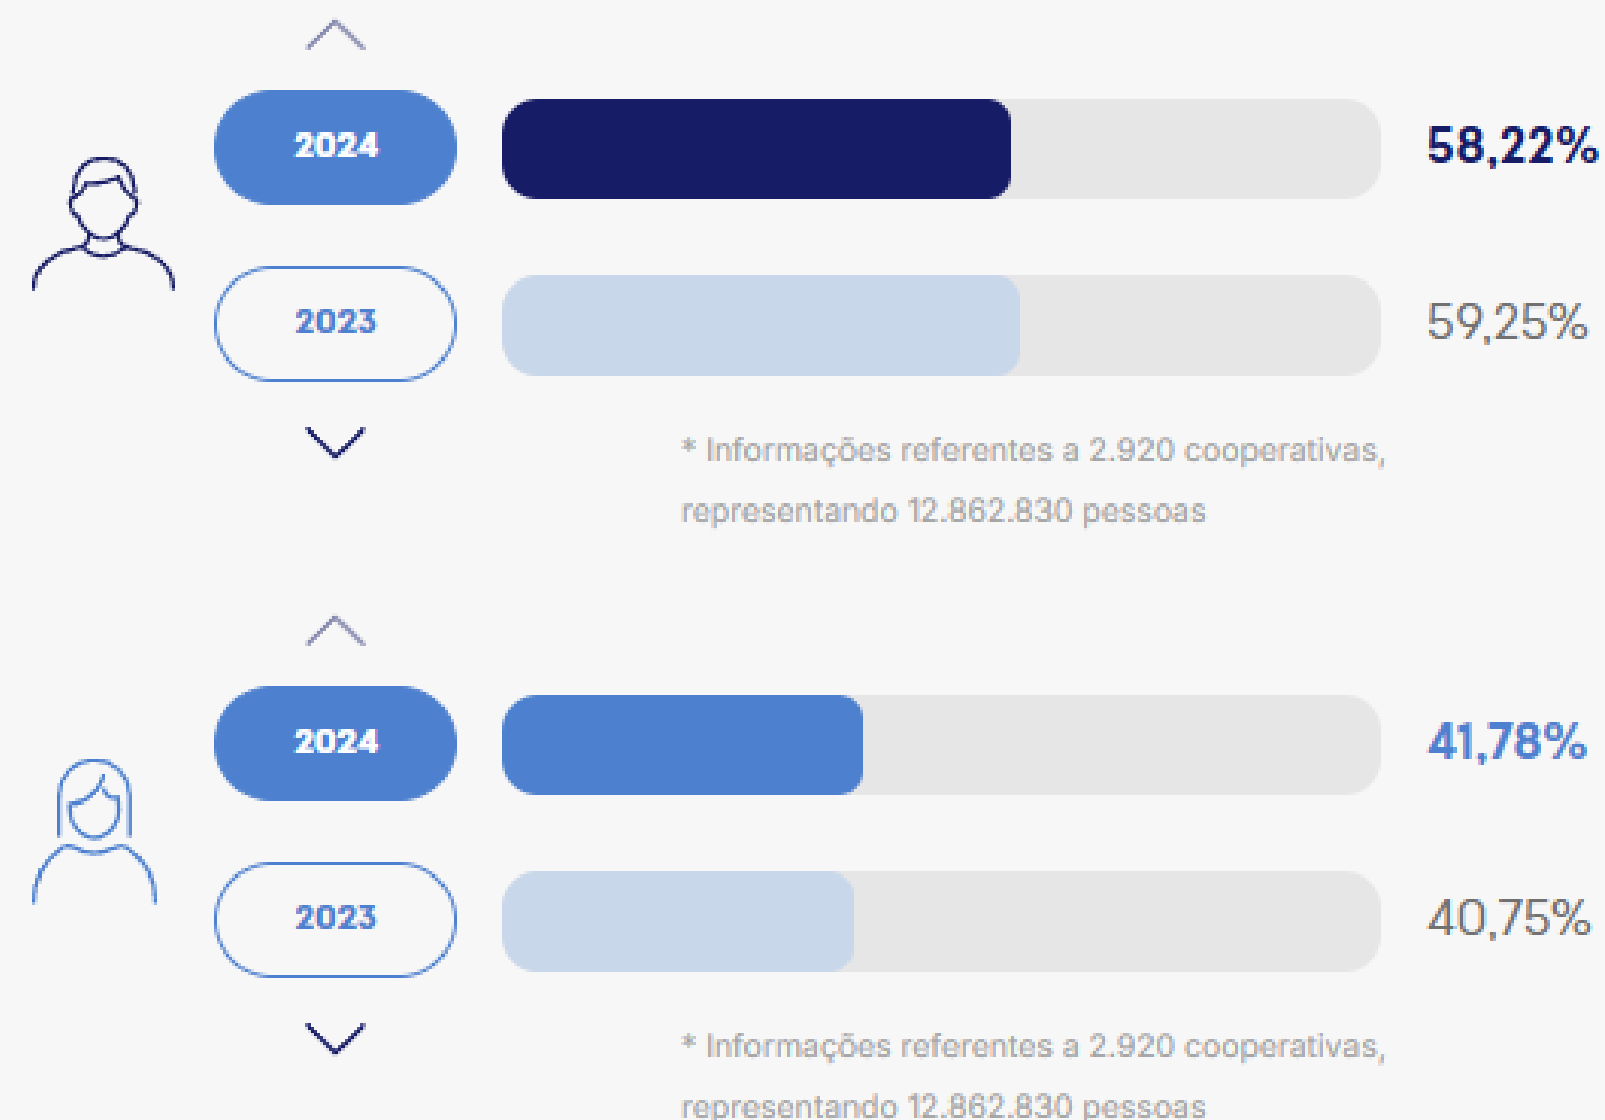 2024
58,22%
2023
59,25%
* Informações referentes a 2.920 cooperativas,
representando 12.862.830 pessoas
2024
41,78%
2023
40,75%
* Informações referentes a 2.920 cooperativas,
representando 12.862.830 pessoas